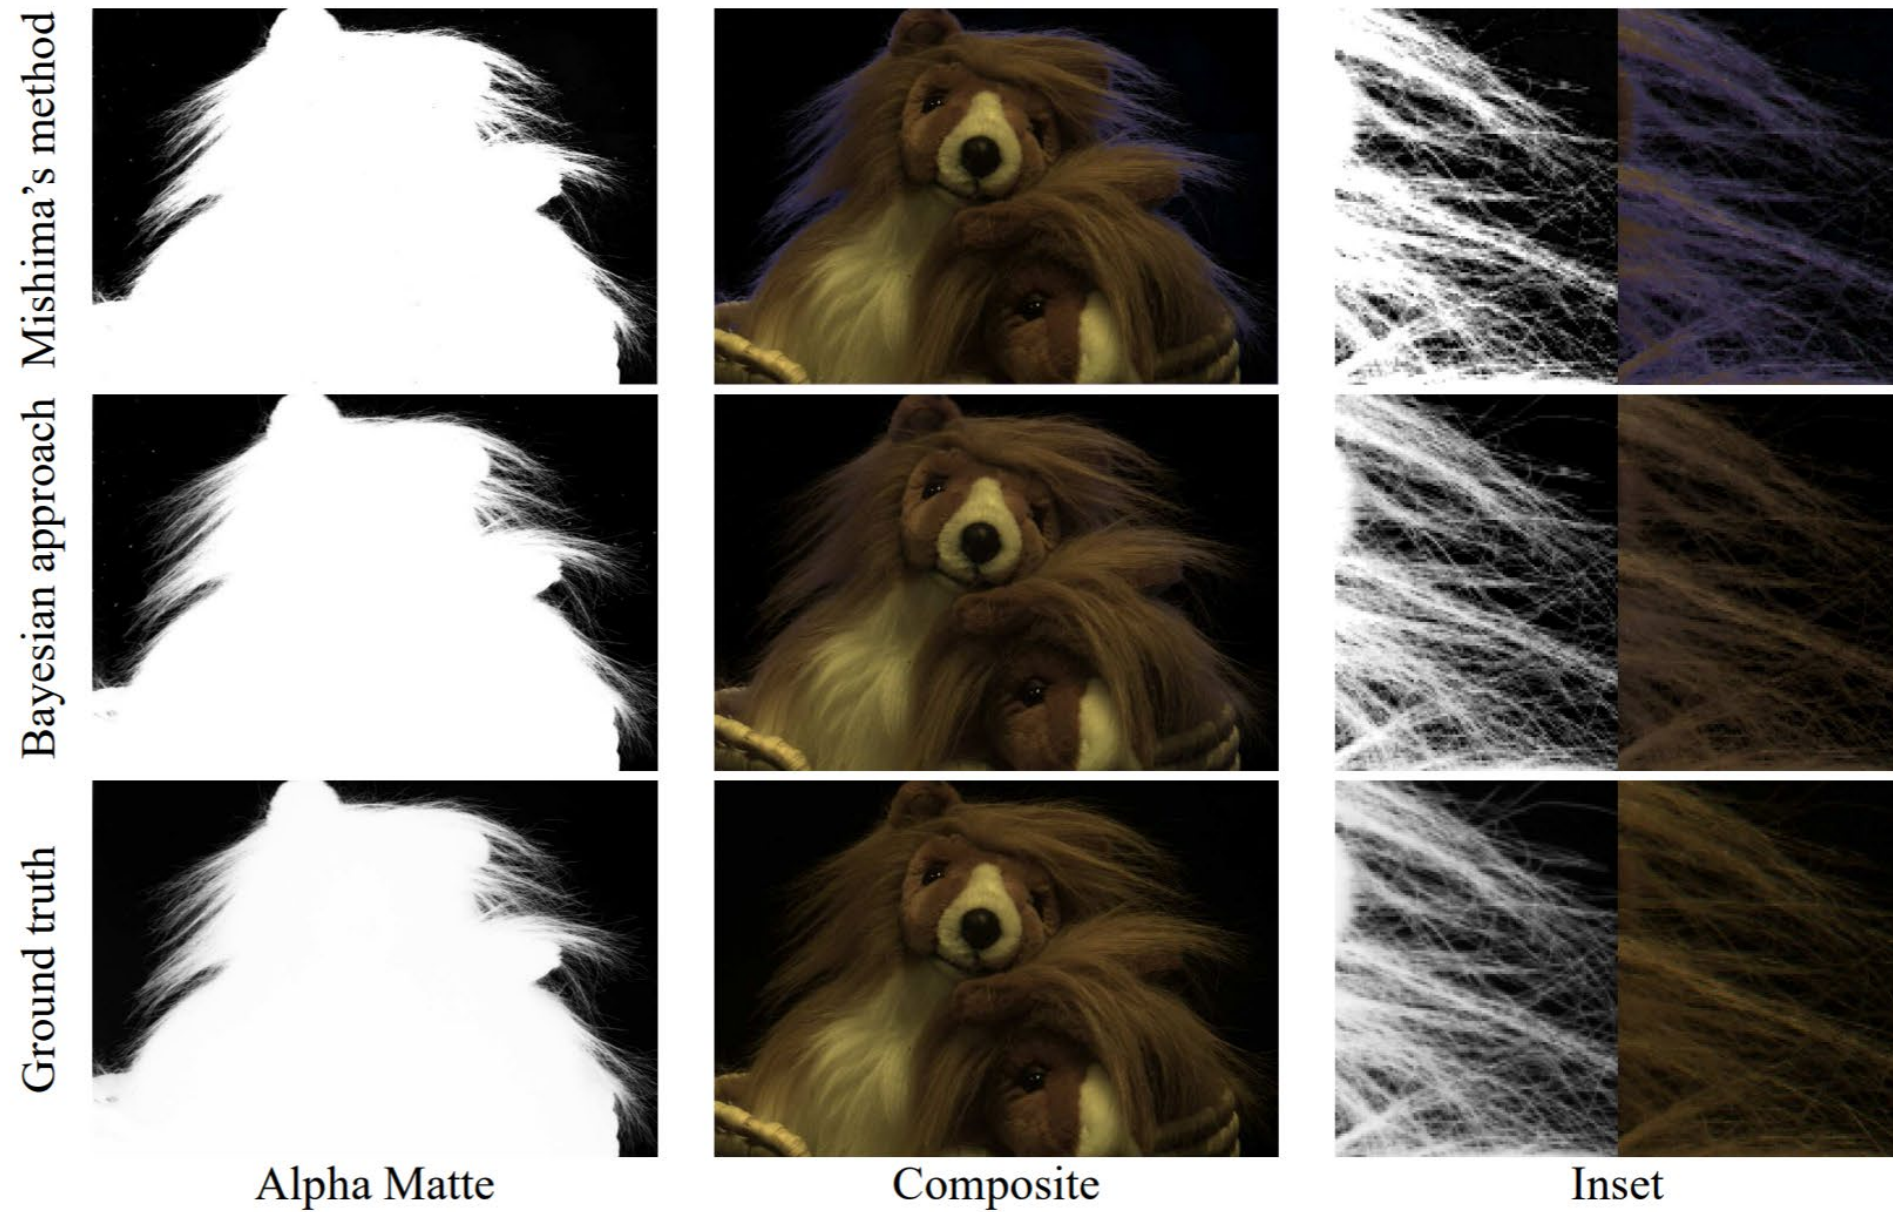 Mishima's method
Bayesian approach
Ground truth
Alpha Matte
Composite
Inset